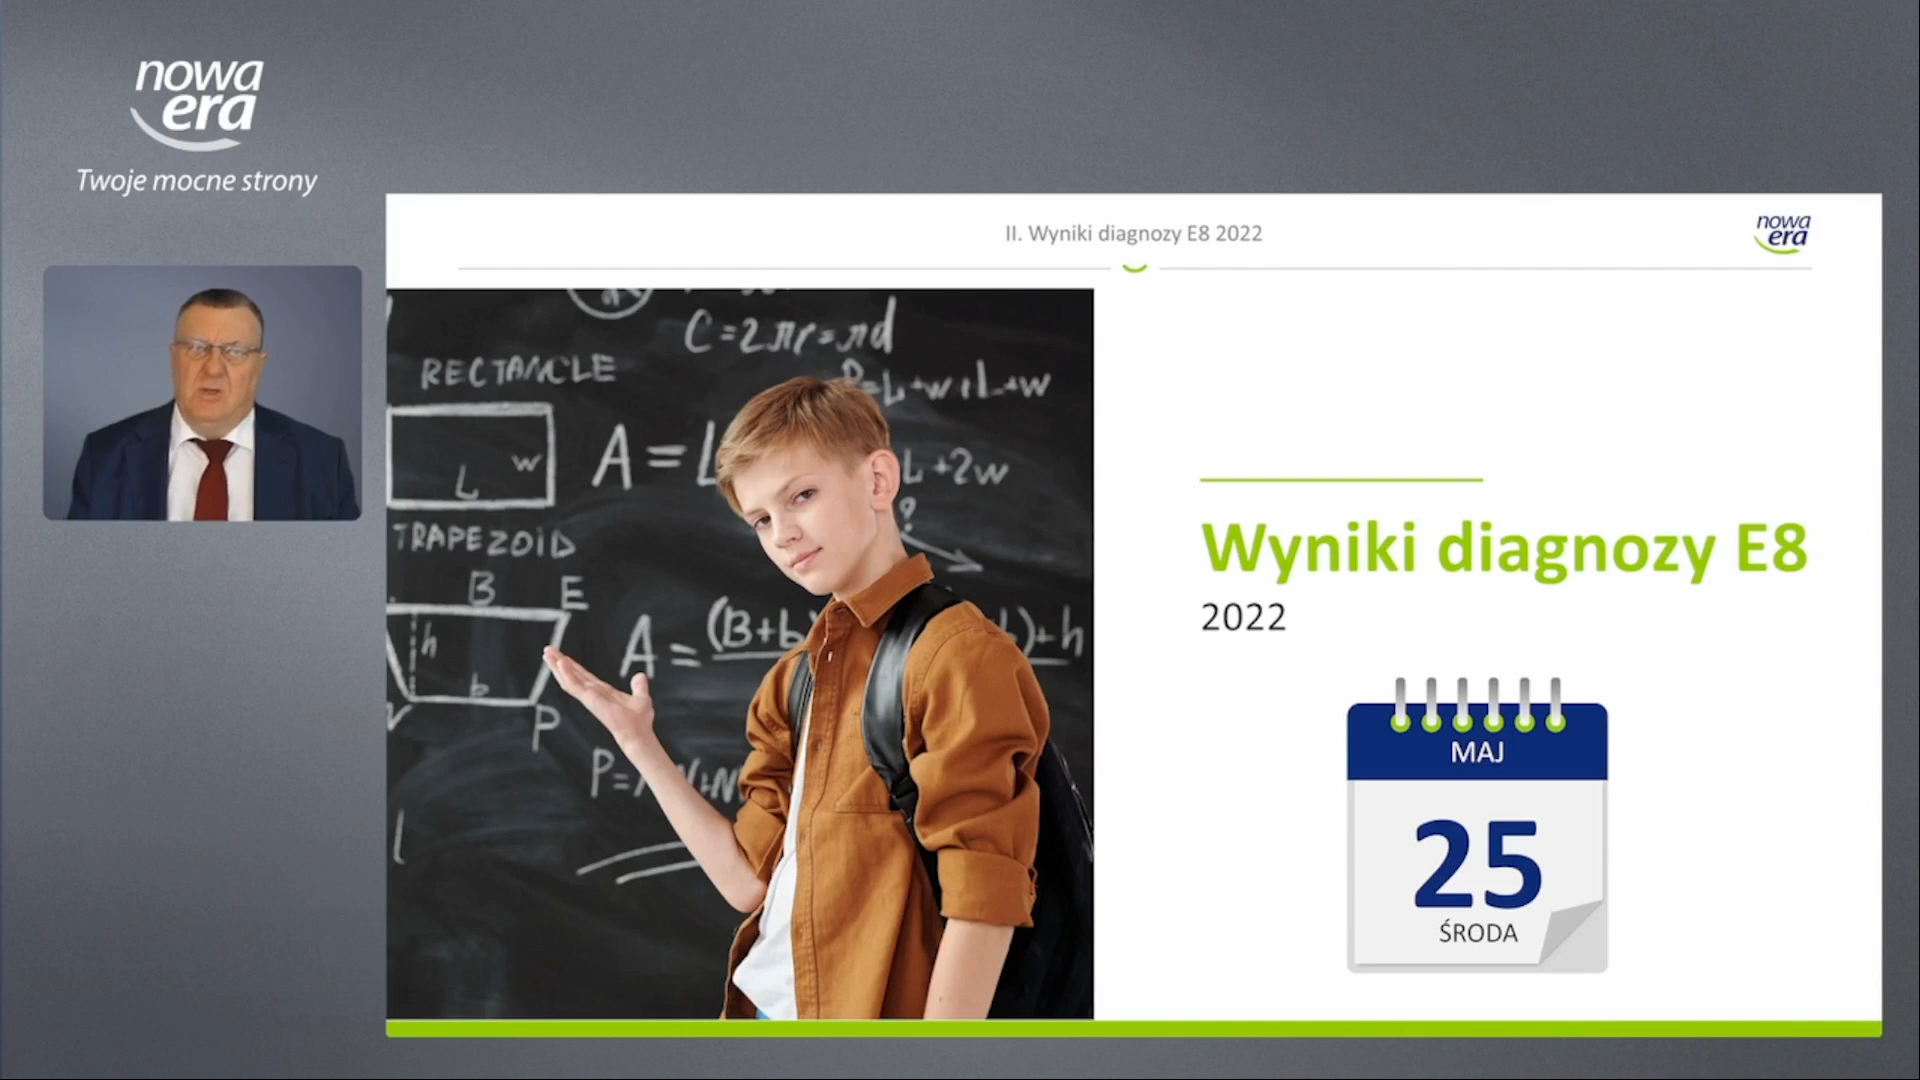 nowa
era
Twoje mocne strony
II. Wyniki diagnozy E8 2022
nowa
era
C=2πr=πd
RECTANGLE
L
w
A=L
L+2w
?
TRAPEZOID
B E
h
b
A = (B+b
)+h
P
P=
Wyniki diagnozy E8
2022
MAJ
25
ŚRODA